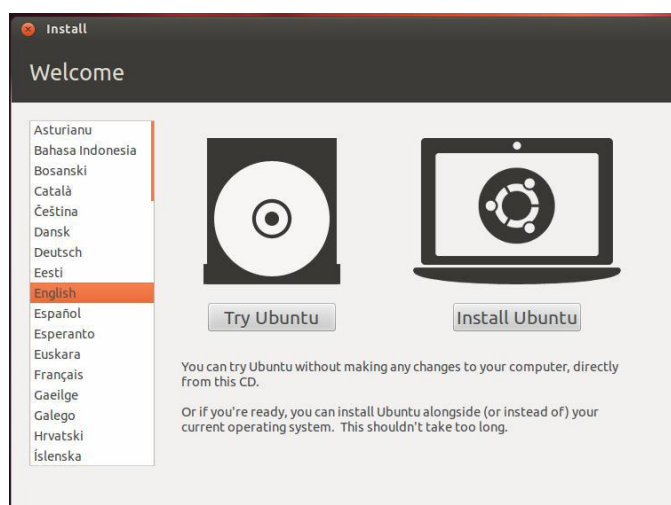 Install
Welcome
Asturianu
Bahasa Indonesia
Bosanski
Català
Čeština
Dansk
Deutsch
Eesti
English
Español
Esperanto
Euskara
Français
Gaeilge
Galego
Hrvatski
Íslenska
Try Ubuntu
Install Ubuntu
You can try Ubuntu without making any changes to your computer, directly
from this CD.
Or if you're ready, you can install Ubuntu alongside (or instead of) your
current operating system.  This shouldn't take too long.